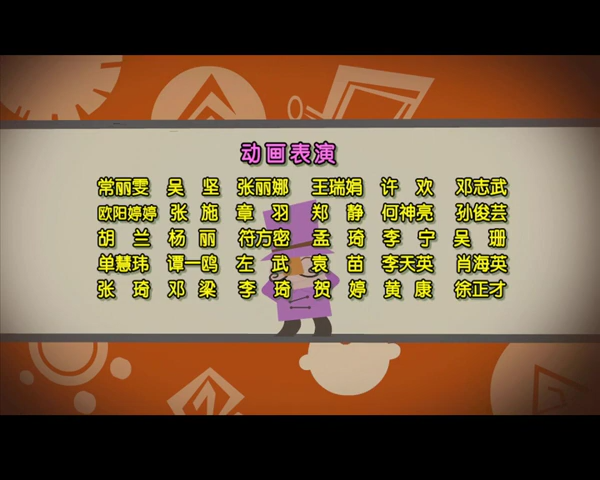 动画表演
常丽雯 吴 坚 张丽娜 王瑞娟 许 欢 邓志武
欧阳婷婷 张 施 章 羽 郑 静 何神亮 孙俊芸
胡 兰 杨 丽 符方密 孟 琦 李 宁 吴 珊
单慧玮 谭一鸥 左 武 袁 苗 李天英 肖海英
张 琦 邓 梁 李 琦 贺 婷 黄 康 徐正才